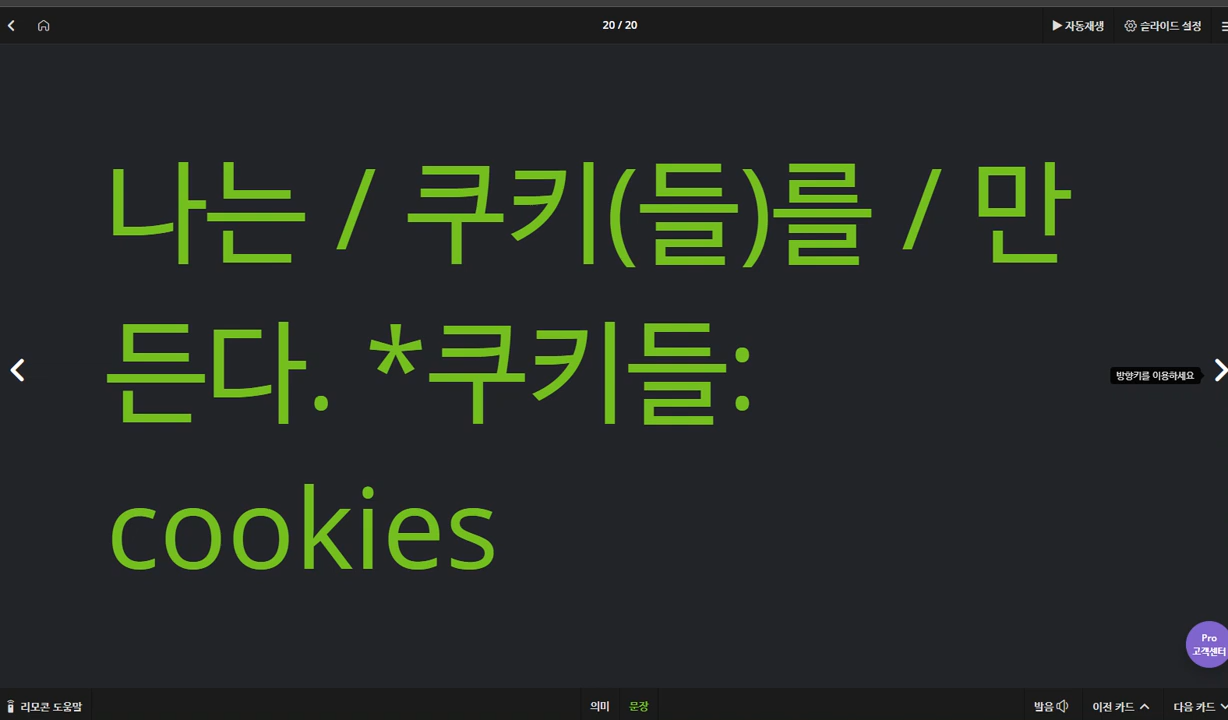 20 / 20
자동재생
슬라이드 설정
나는 / 쿠키(들)를 / 만
든다. *쿠키들:
cookies
방향키를 이용하세요
Pro
고객센터
리모콘 도움말
의미
문장
발음
이전 카드
다음 카드